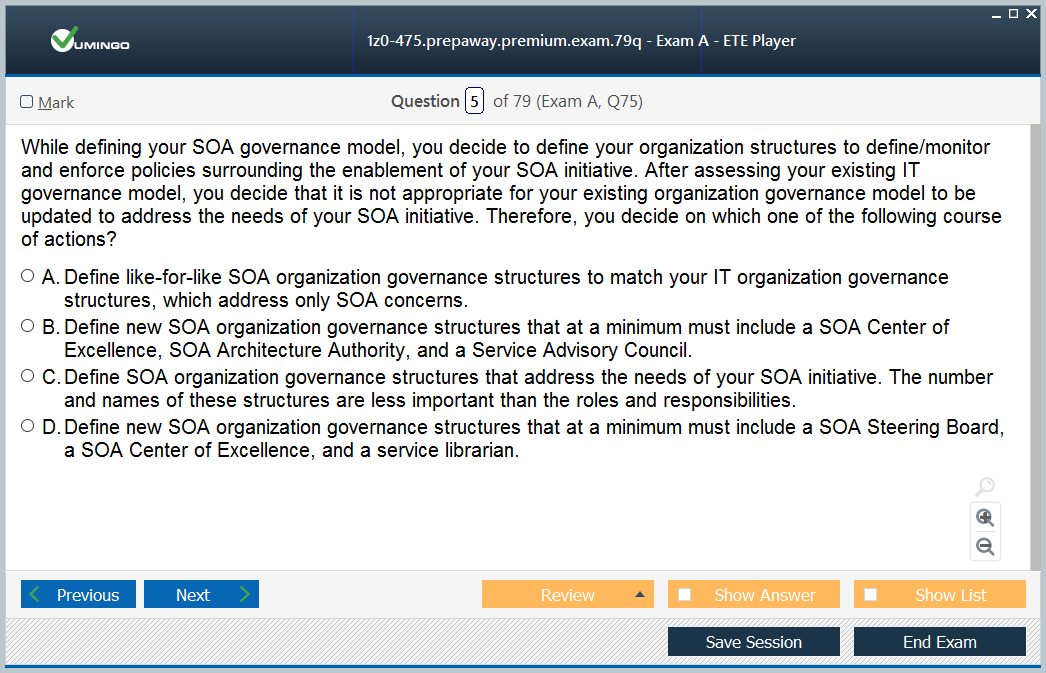 VUMINGO
1z0-475.prepaway.premium.exam.79q - Exam A - ETE Player
Mark
Question 5 of 79 (Exam A, Q75)
While defining your SOA governance model, you decide to define your organization structures to define/monitor
and enforce policies surrounding the enablement of your SOA initiative. After assessing your existing IT
governance model, you decide that it is not appropriate for your existing organization governance model to be
updated to address the needs of your SOA initiative. Therefore, you decide on which one of the following course
of actions?
A. Define like-for-like SOA organization governance structures to match your IT organization governance
structures, which address only SOA concerns.
B. Define new SOA organization governance structures that at a minimum must include a SOA Center of
Excellence, SOA Architecture Authority, and a Service Advisory Council.
C. Define SOA organization governance structures that address the needs of your SOA initiative. The number
and names of these structures are less important than the roles and responsibilities.
D. Define new SOA organization governance structures that at a minimum must include a SOA Steering Board,
a SOA Center of Excellence, and a service librarian.
Previous Next Review Show Answer Show List
Save Session End Exam